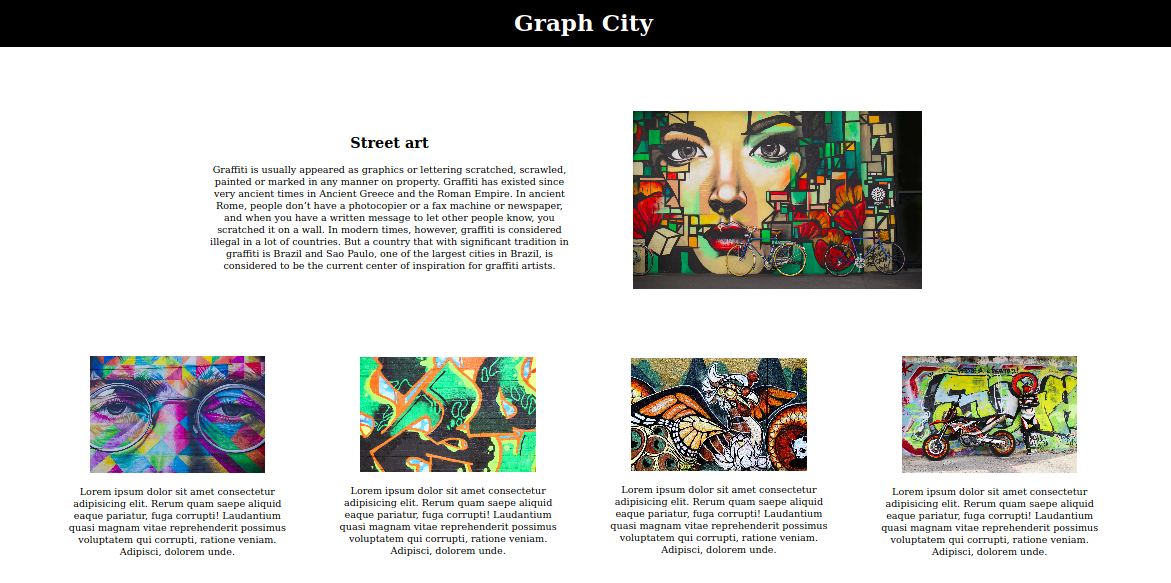 Graph City
Street art
Graffiti is usually appeared as graphics or lettering scratched, scrawled,
painted or marked in any manner on property. Graffiti has existed since
very ancient times in Ancient Greece and the Roman Empire. In ancient
Rome, people don't have a photocopier or a fax machine or newspaper,
and when you have a written message to let other people know, you
scratched it on a wall. In modern times, however, graffiti is considered
illegal in a lot of countries. But a country that with significant tradition in
graffiti is Brazil and Sao Paulo, one of the largest cities in Brazil, is
considered to be the current center of inspiration for graffiti artists.
Lorem ipsum dolor sit amet consectetur
adipisicing elit. Rerum quam saepe aliquid
eaque pariatur, fuga corrupti! Laudantium
quasi magnam vitae reprehenderit possimus
voluptatem qui corrupti, ratione veniam.
Adipisci, dolorem unde.
Lorem ipsum dolor sit amet consectetur
adipisicing elit. Rerum quam saepe aliquid
eaque pariatur, fuga corrupti! Laudantium
quasi magnam vitae reprehenderit possimus
voluptatem qui corrupti, ratione veniam.
Adipisci, dolorem unde.
Lorem ipsum dolor sit amet consectetur
adipisicing elit. Rerum quam saepe aliquid
eaque pariatur, fuga corrupti! Laudantium
quasi magnam vitae reprehenderit possimus
voluptatem qui corrupti, ratione veniam.
Adipisci, dolorem unde.
Lorem ipsum dolor sit amet consectetur
adipisicing elit. Rerum quam saepe aliquid
eaque pariatur, fuga corrupti! Laudantium
quasi magnam vitae reprehenderit possimus
voluptatem qui corrupti, ratione veniam.
Adipisci, dolorem unde.